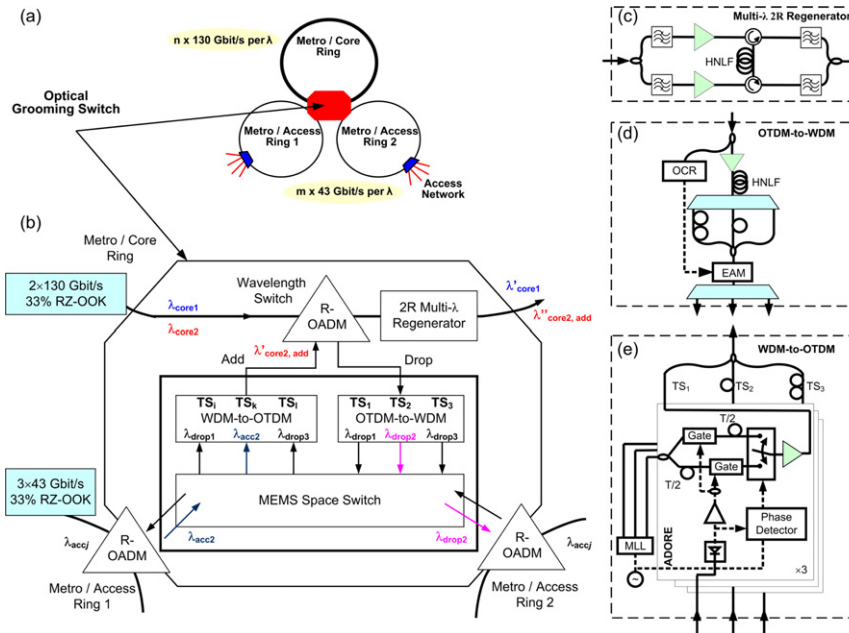 (a)
n x 130 Gbit/s per λ
Metro / Core
Ring
Optical
Grooming Switch
Metro / Access
Ring 1
Metro / Access
Ring 2
m x 43 Gbit/s per λ
Access
Network
(b)
Metro / Core
Ring
2×130 Gbit/s
33% RZ-OOK
λcore1
λcore2
Wavelength
Switch
R-
OADM
2R Multi-λ
Regenerator
λ'core1
λ''core2, add
Add
λ'core2, add
Drop
TSi TSk TSl
WDM-to-OTDM
λdrop1 λacc2 λdrop3
TS1 TS2 TS3
OTDM-to-WDM
λdrop1 λdrop2 λdrop3
MEMS Space Switch
3×43 Gbit/s
33% RZ-OOK
λaccj
R-
OADM
λacc2
λdrop2
R-
OADM
λaccj
Metro / Access
Ring 1
Metro / Access
Ring 2
(c)
Multi-λ 2R Regenerator
HNLF
(d)
OTDM-to-WDM
OCR
HNLF
EAM
(e)
WDM-to-OTDM
TS1
TS2
TS3
T/2
Gate
Gate
T/2
MLL
~
ADORE
Phase
Detector
×3